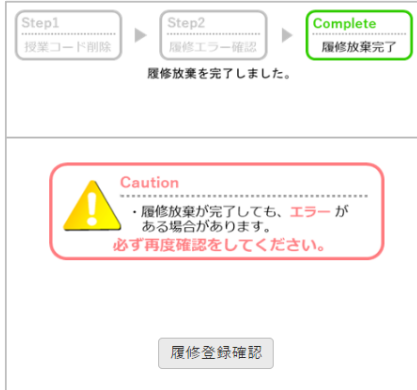 Step1
授業コード削除
Step2
履修エラー確認
Complete
履修放棄完了
履修放棄を完了しました。
Caution
・履修放棄が完了しても、エラー が
ある場合があります。
必ず再度確認をしてください。
履修登録確認